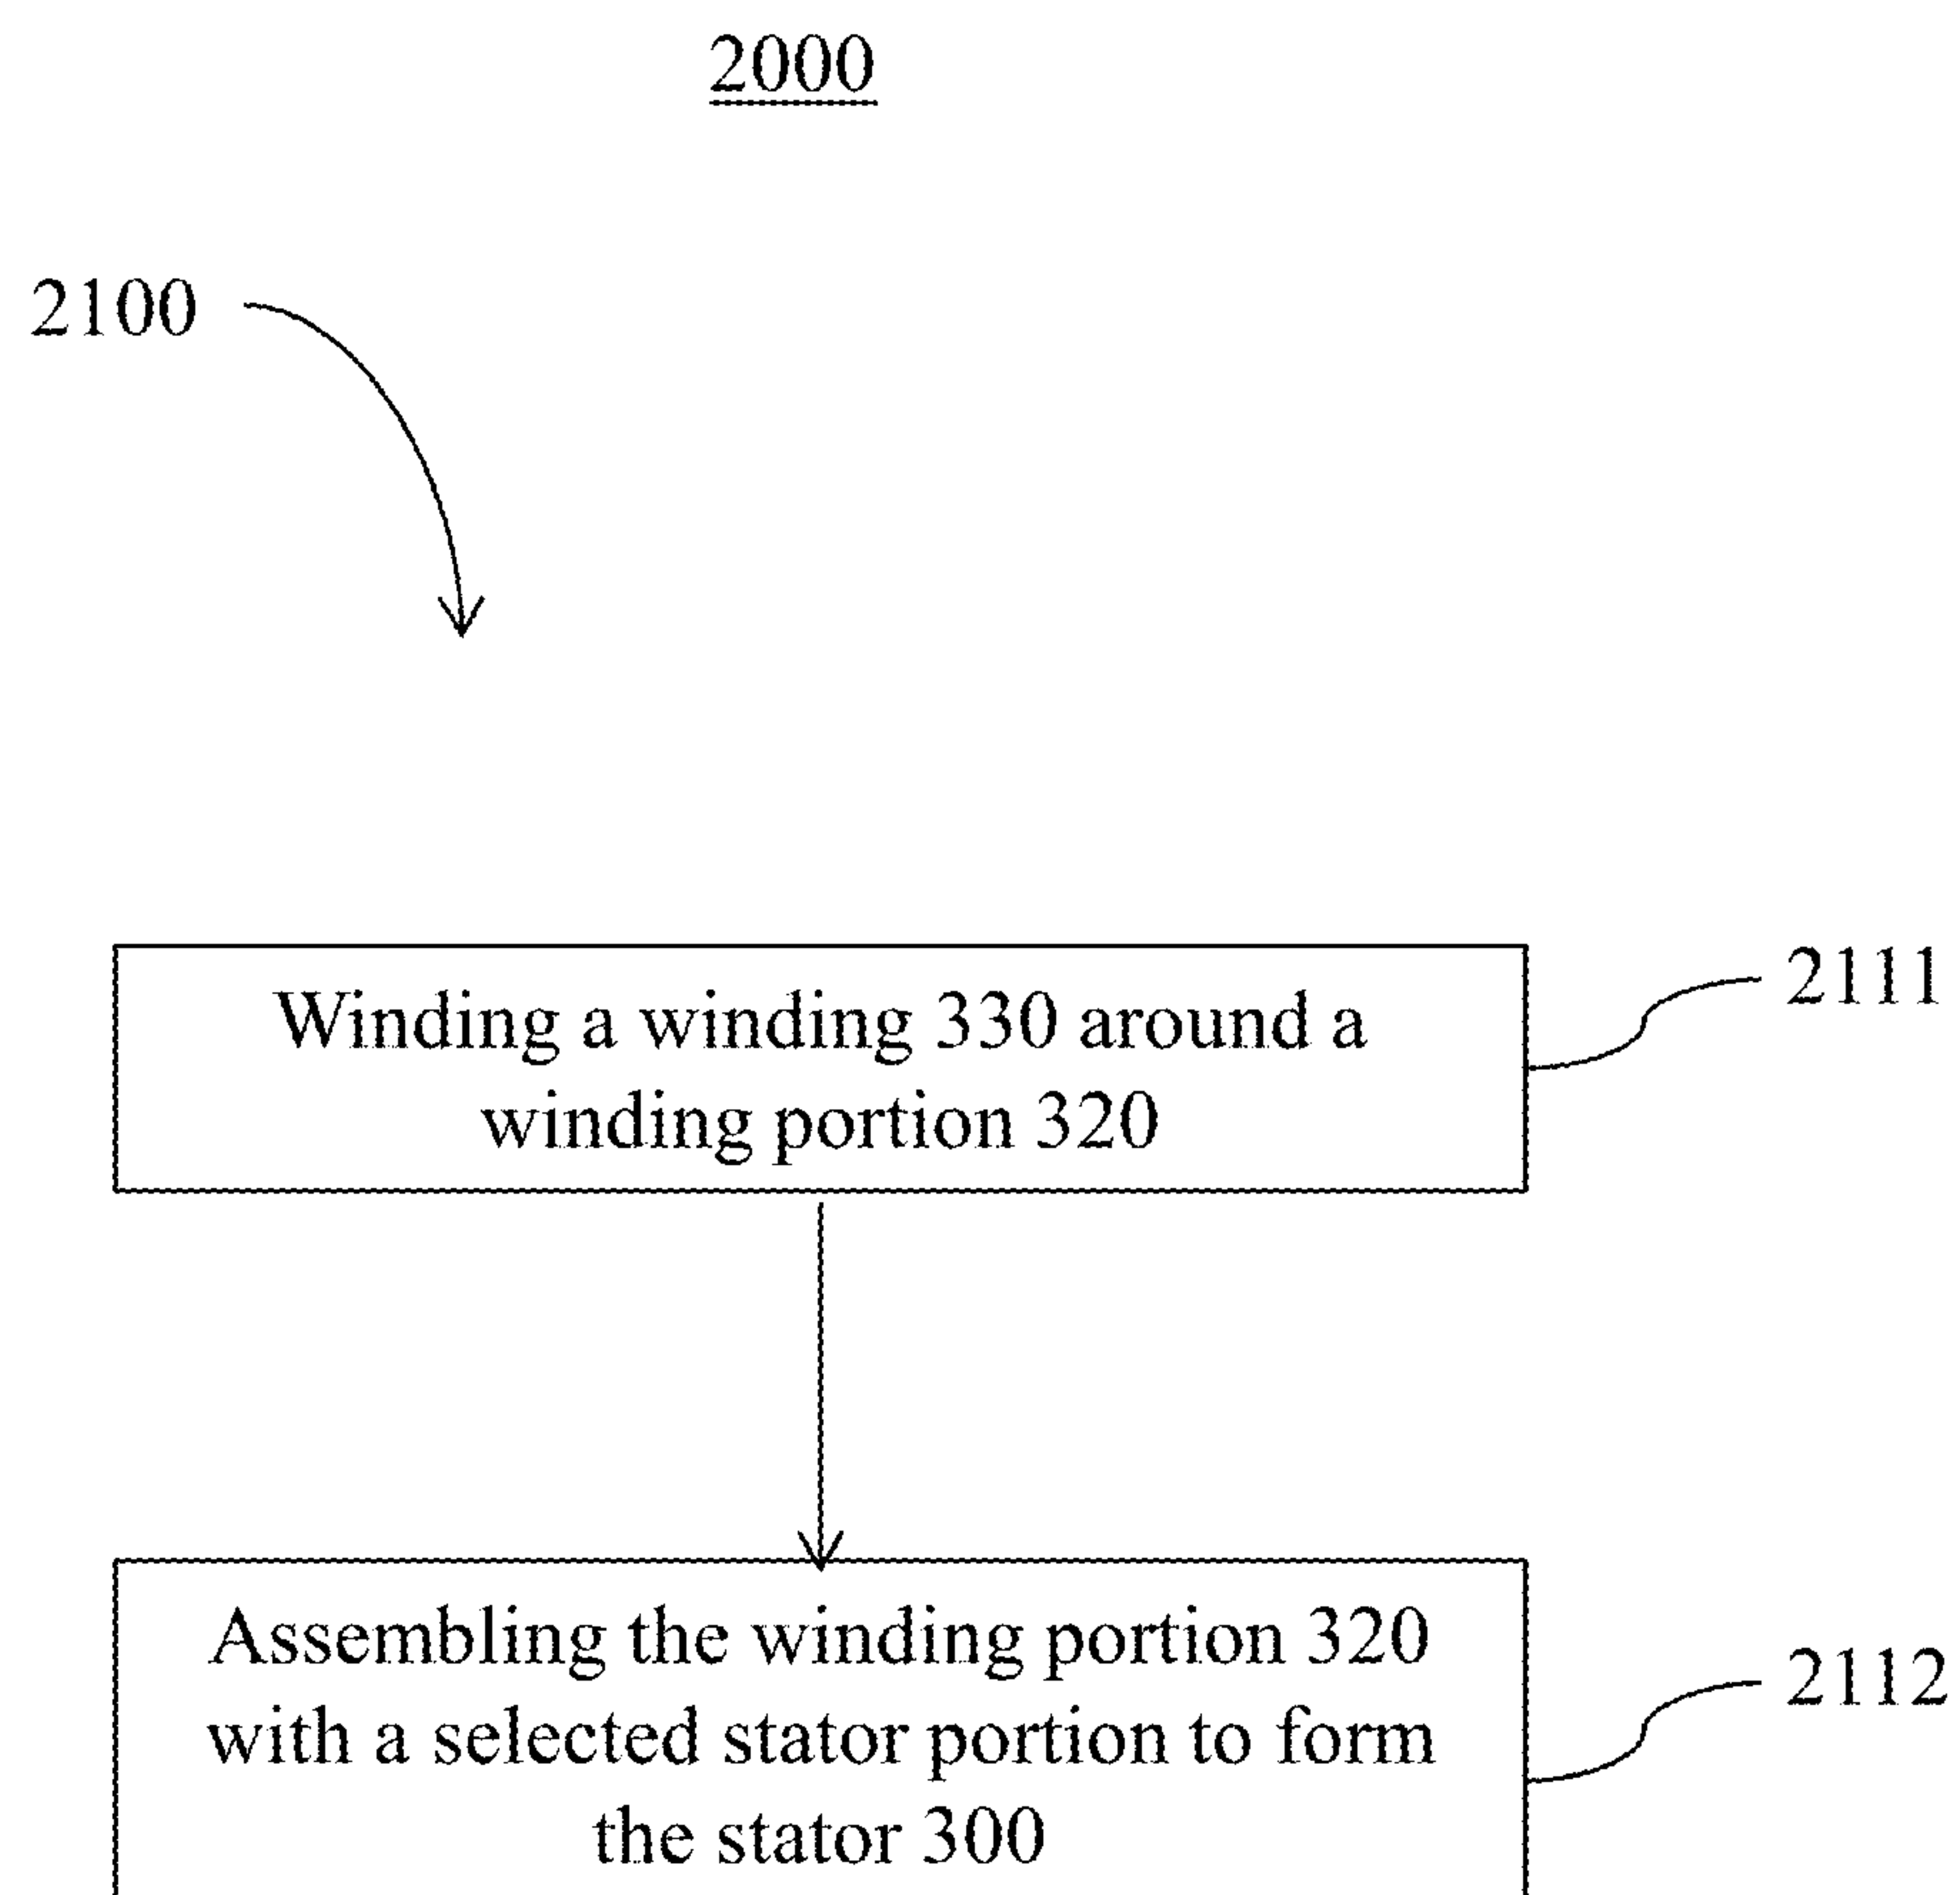 2000
2100
Winding a winding 330 around a
winding portion 320
2111
Assembling the winding portion 320
with a selected stator portion to form
the stator 300
2112